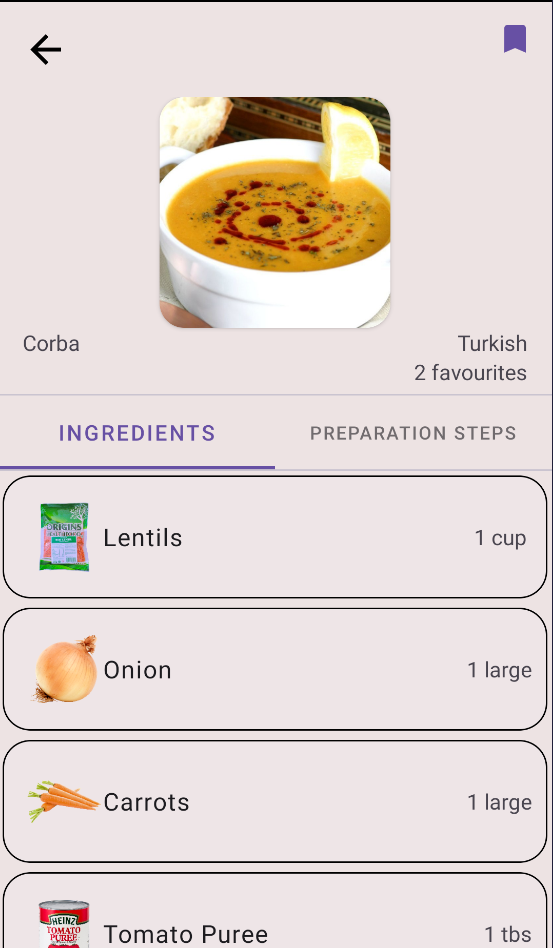 Corba
Turkish
2 favourites
INGREDIENTS
PREPARATION STEPS
ORIGINS
Lentils
1 cup
Onion
1 large
Carrots
1 large
HEINZ
TOMATO
PUREE
Tomato Puree
1 tbs